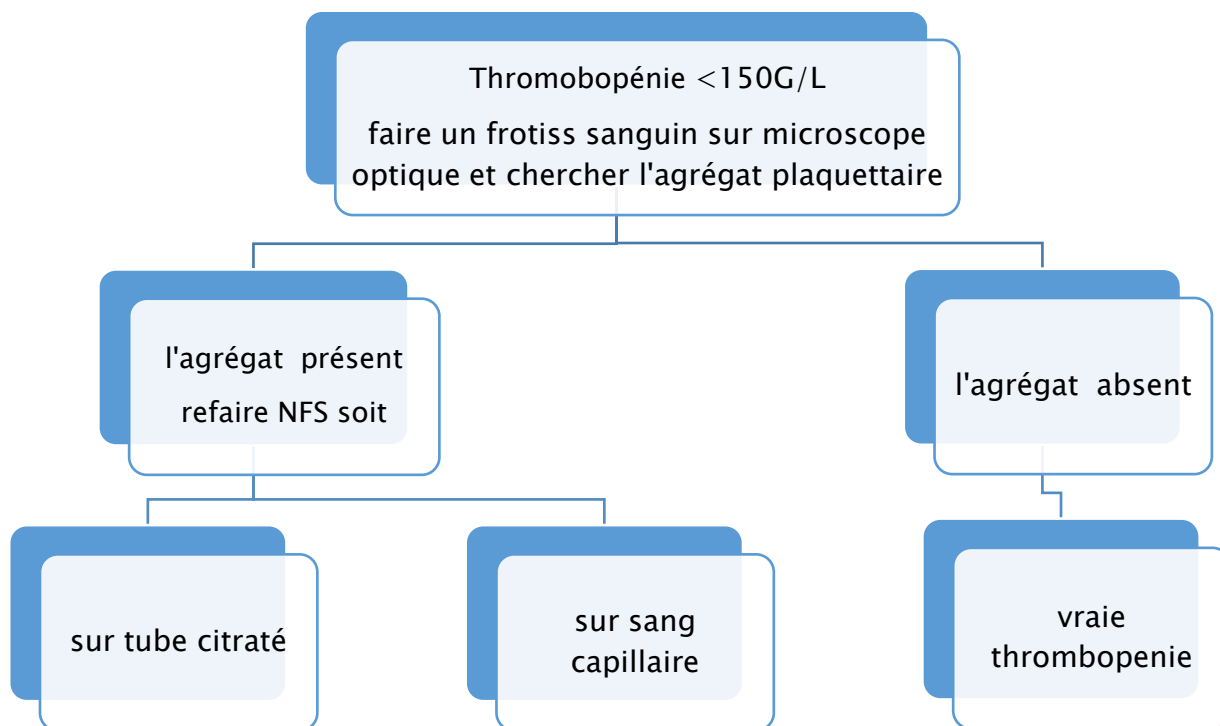 Thromobopénie <150G/L
faire un frotiss sanguin sur microscope
optique et chercher l'agrégat plaquettaire
l'agrégat présent
refaire NFS soit
l'agrégat absent
sur tube citraté
sur sang
capillaire
vraie
thrombopenie